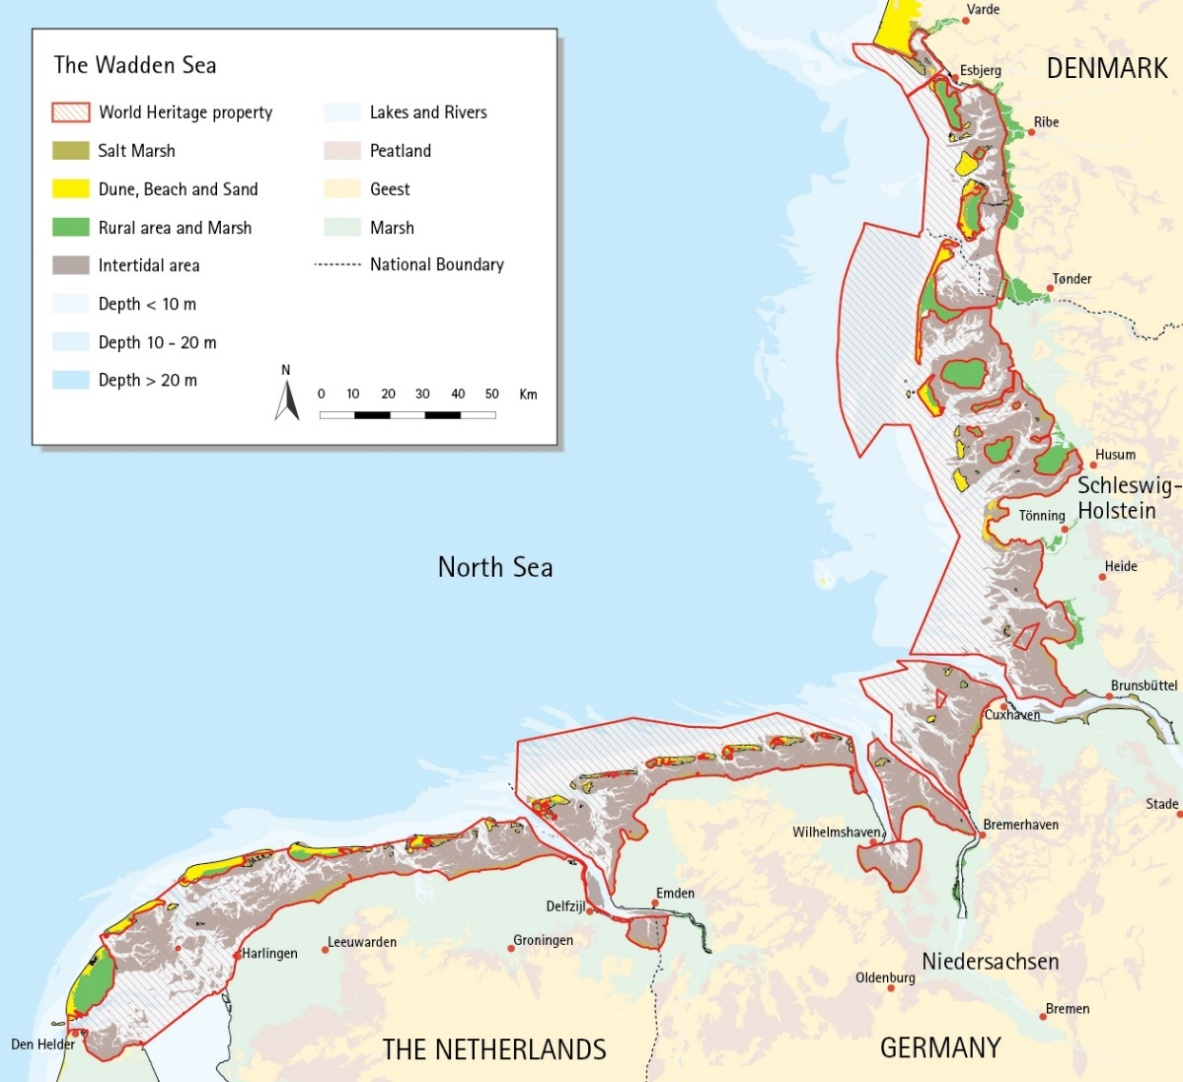 The Wadden Sea
World Heritage property
Salt Marsh
Dune, Beach and Sand
Rural area and Marsh
Intertidal area
Depth < 10 m
Depth 10 - 20 m
Depth > 20 m
Lakes and Rivers
Peatland
Geest
Marsh
National Boundary
N
0 10 20 30 40 50 Km
Varde
DENMARK
Esbjerg
Ribe
Tønder
Husum
Schleswig-
Holstein
Tönning
North Sea
Heide
Brunsbüttel
Cuxhaven
Stade
Wilhelmshaven
Bremerhaven
Emden
Delfzijl
Groningen
Leeuwarden
Harlingen
Niedersachsen
Oldenburg
Bremen
Den Helder
THE NETHERLANDS
GERMANY